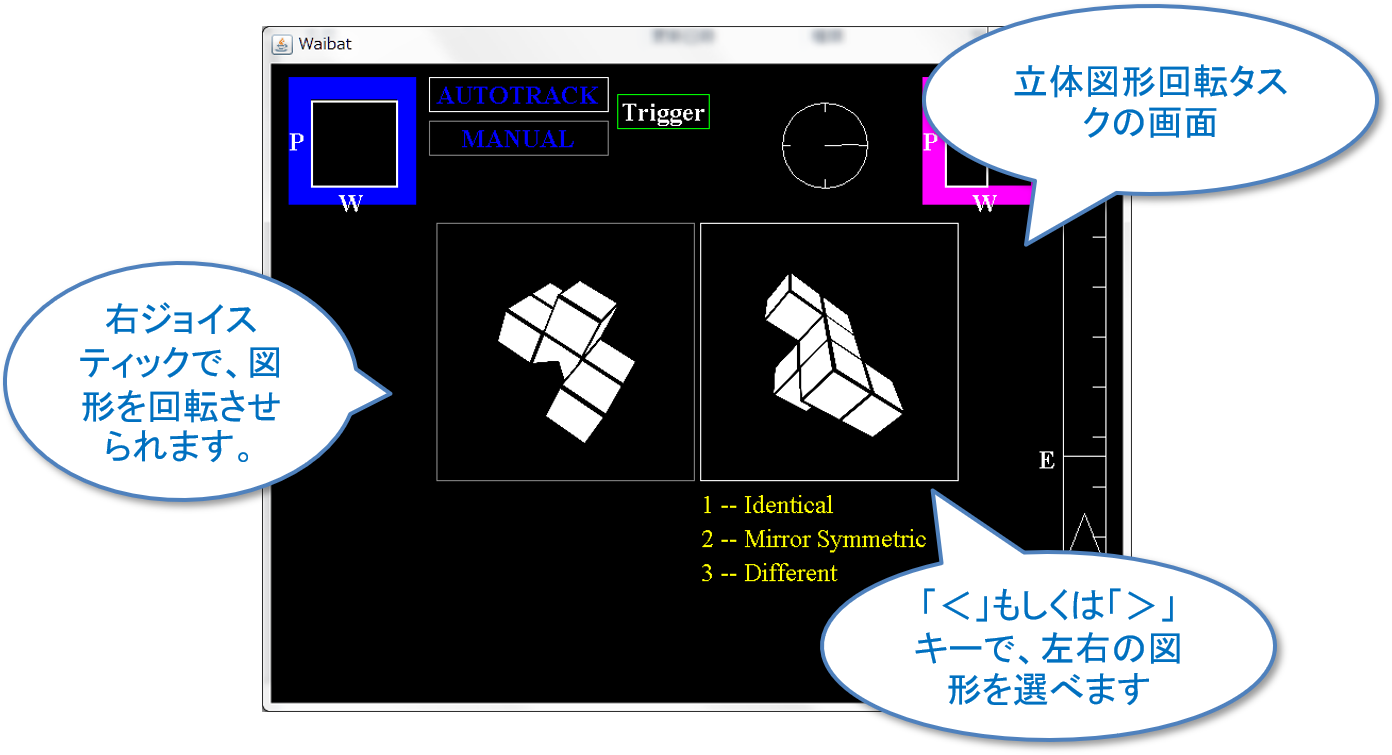 Waibat
立体図形回転タス
クの画面
AUTOTRACK
MANUAL
Trigger
P
W
P
W
右ジョイス
ティックで、図
形を回転させ
られます。
E
1 -- Identical
2 -- Mirror Symmetric
3 -- Different
「＜」もしくは「＞」
キーで、左右の図
形を選べます